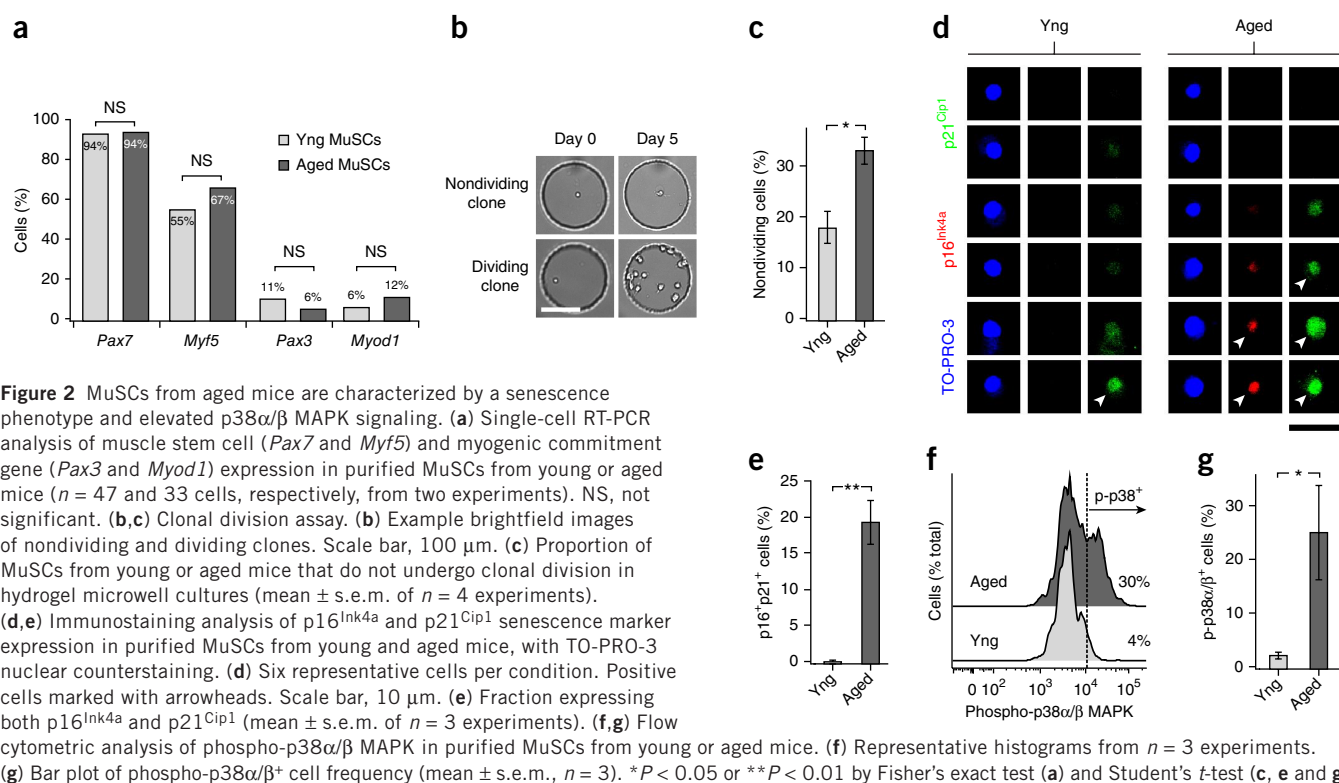 a
NS
100
80
60
40
20
0
Cells (%)
94%
94%
NS
55%
67%
NS
11%
6%
NS
6%
12%
Yng MuSCs
Aged MuSCs
Pax7 Myf5 Pax3 Myod1
b
Day 0 Day 5
Nondividing
clone
Dividing
clone
c
*
30
20
10
0
Nondividing cells (%)
Yng
Aged
d
Yng Aged
p21Cip1
p16Ink4a
TO-PRO-3
Figure 2 MuSCs from aged mice are characterized by a senescence
phenotype and elevated p38α/β MAPK signaling. (a) Single-cell RT-PCR
analysis of muscle stem cell (Pax7 and Myf5) and myogenic commitment
gene (Pax3 and Myod1) expression in purified MuSCs from young or aged
mice (n = 47 and 33 cells, respectively, from two experiments). NS, not
significant. (b,c) Clonal division assay. (b) Example brightfield images
of nondividing and dividing clones. Scale bar, 100 μm. (c) Proportion of
MuSCs from young or aged mice that do not undergo clonal division in
hydrogel microwell cultures (mean ± s.e.m. of n = 4 experiments).
(d,e) Immunostaining analysis of p16Ink4a and p21Cip1 senescence marker
expression in purified MuSCs from young and aged mice, with TO-PRO-3
nuclear counterstaining. (d) Six representative cells per condition. Positive
cells marked with arrowheads. Scale bar, 10 μm. (e) Fraction expressing
both p16Ink4a and p21Cip1 (mean ± s.e.m. of n = 3 experiments). (f,g) Flow
cytometric analysis of phospho-p38α/β MAPK in purified MuSCs from young or aged mice. (f) Representative histograms from n = 3 experiments.
(g) Bar plot of phospho-p38α/β+ cell frequency (mean ± s.e.m., n = 3). *P < 0.05 or **P < 0.01 by Fisher's exact test (a) and Student's t-test (c, e and g
e
**
25
20
15
10
5
0
p16+p21+ cells (%)
Yng
Aged
f
p-p38+
Cells (% total)
Aged
30%
Yng
4%
0 10² 10³ 10⁴ 10⁵
Phospho-p38α/β MAPK
g
*
30
20
10
0
p-p38α/β+ cells (%)
Yng
Aged